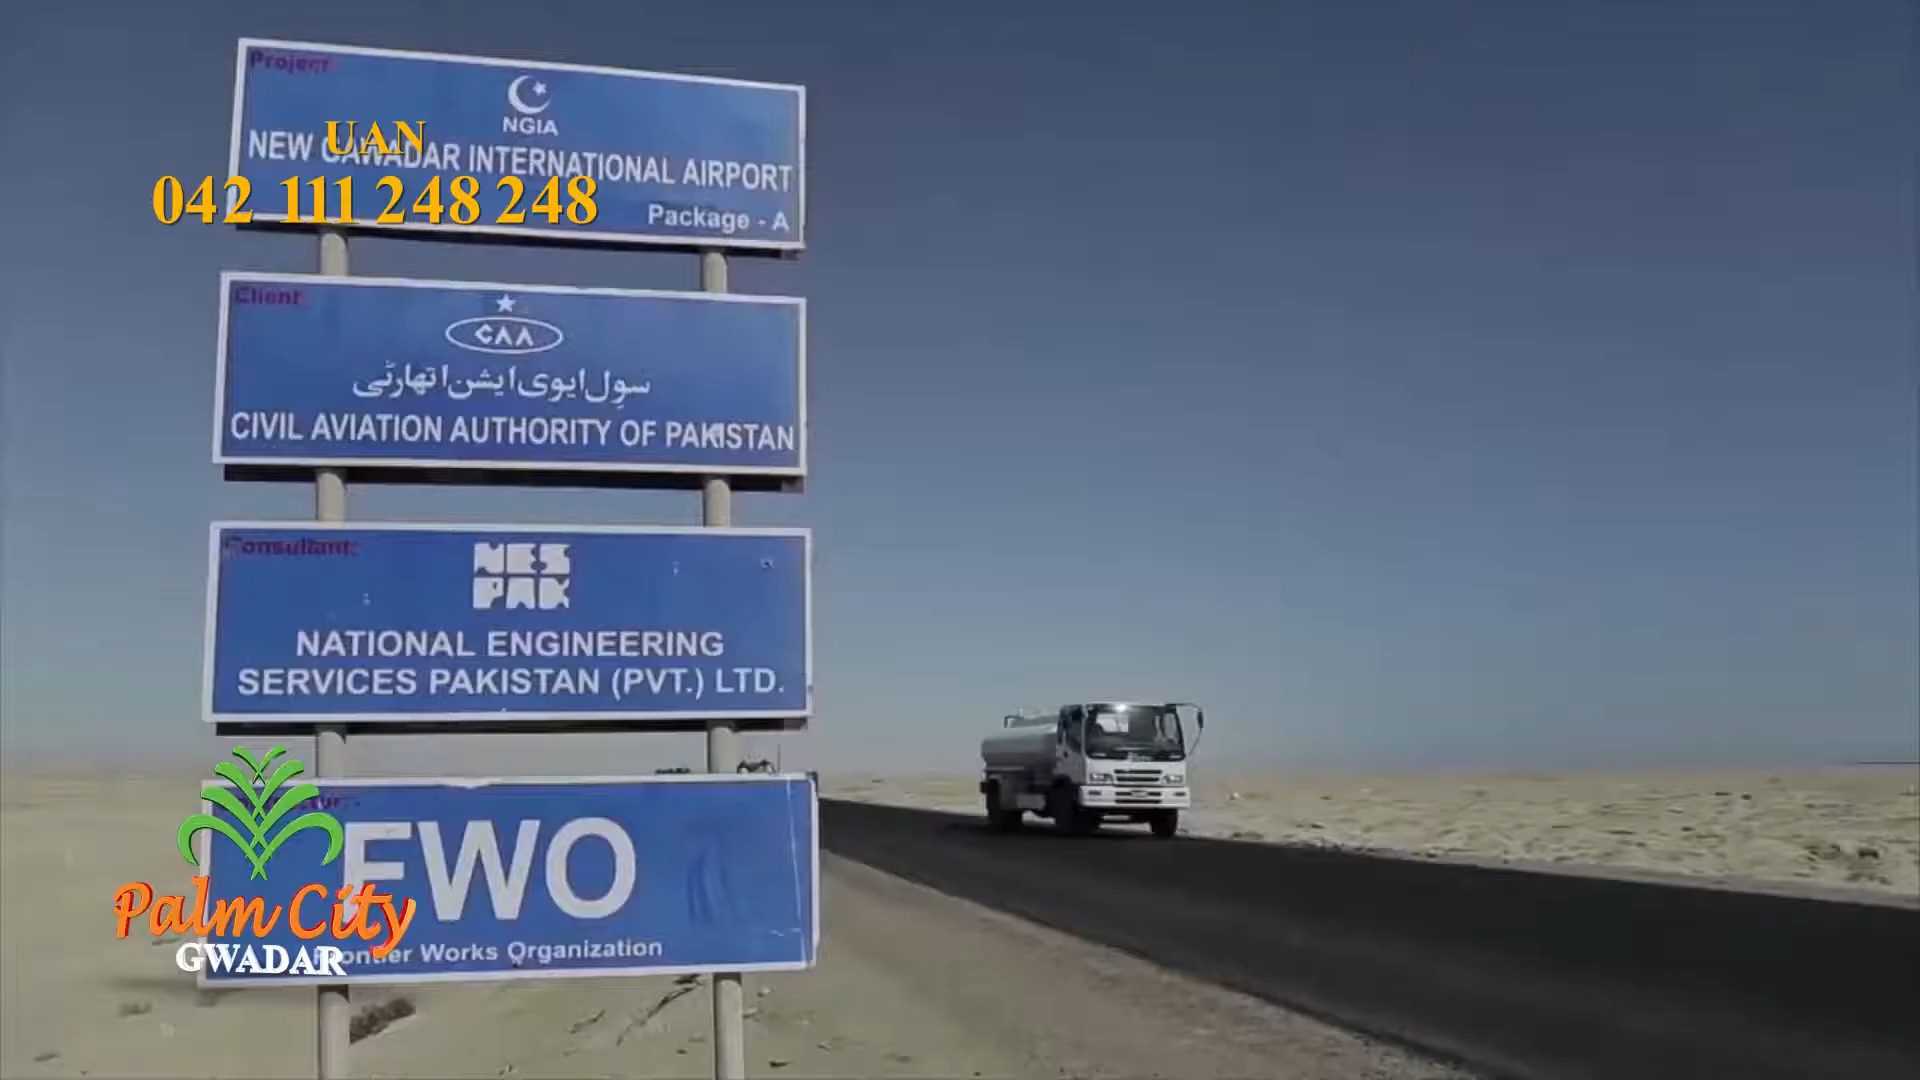 Project:
NGIA
NEW GAWADAR INTERNATIONAL AIRPORT
Package - A
UAN
042 111 248 248
Client:
CAA
سول ایوی ایشن اتھارٹی
CIVIL AVIATION AUTHORITY OF PAKISTAN
Consultant:
NES
PAK
NATIONAL ENGINEERING
SERVICES PAKISTAN (PVT.) LTD.
FWO
Frontier Works Organization
Palm City
GWADAR